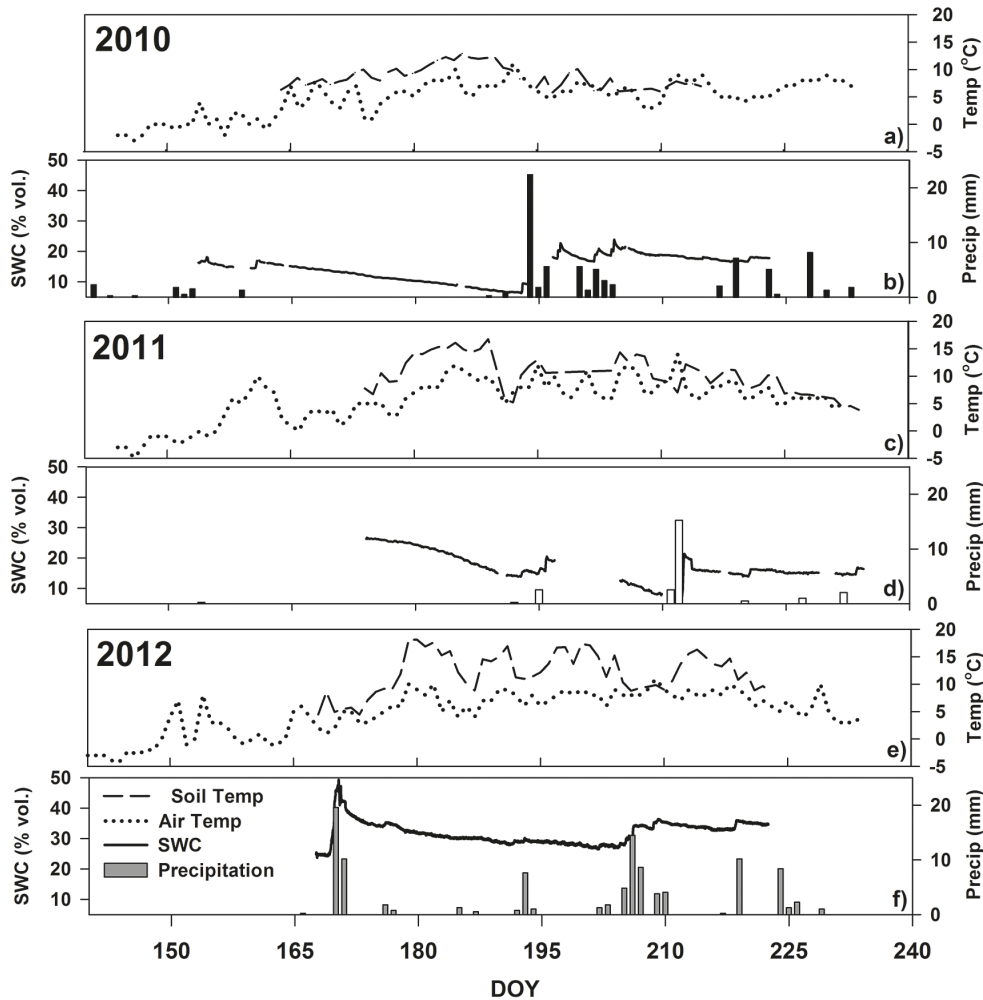 2010
20
15
10
5
0
-5
Temp (°C)
a)
SWC (% vol.)
50
40
30
20
10
20
10
0
Precip (mm)
b)
2011
20
15
10
5
0
-5
Temp (°C)
c)
SWC (% vol.)
50
40
30
20
10
20
10
0
Precip (mm)
d)
2012
20
15
10
5
0
-5
Temp (°C)
e)
SWC (% vol.)
50
40
30
20
10
Soil Temp
Air Temp
SWC
Precipitation
20
10
0
Precip (mm)
f)
150 165 180 195 210 225 240
DOY